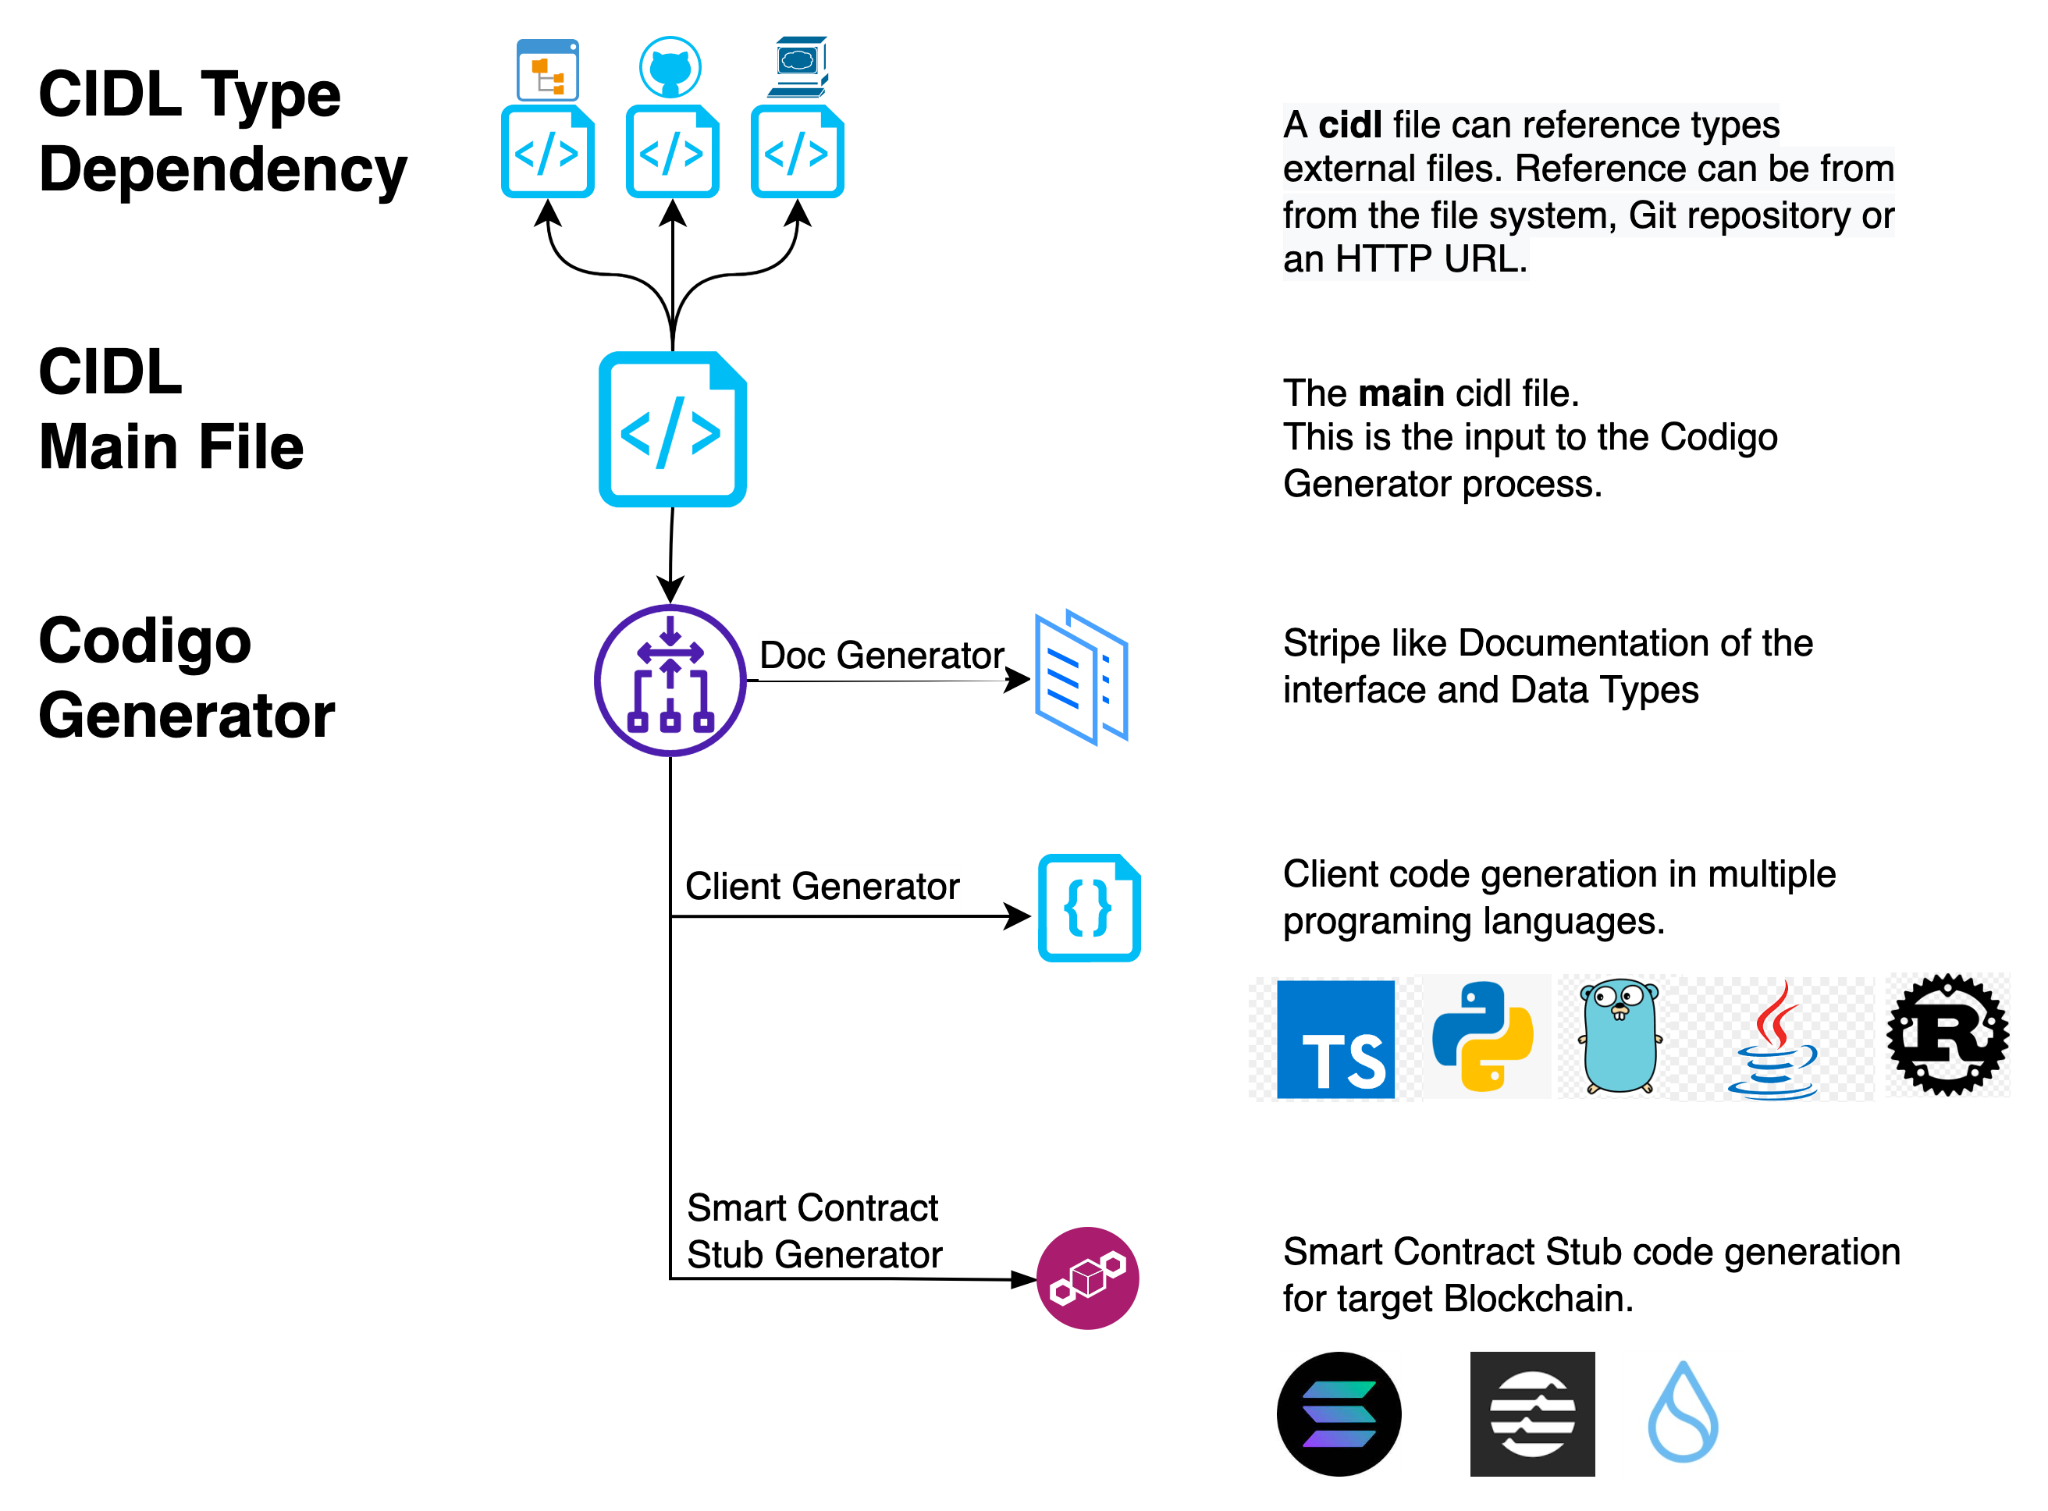 CIDL Type
Dependency
A cidl file can reference types
external files. Reference can be from
from the file system, Git repository or
an HTTP URL.
CIDL
Main File
The main cidl file.
This is the input to the Codigo
Generator process.
Codigo
Generator
Doc Generator
Stripe like Documentation of the
interface and Data Types
Client Generator
Client code generation in multiple
programing languages.
TS
R
Smart Contract
Stub Generator
Smart Contract Stub code generation
for target Blockchain.